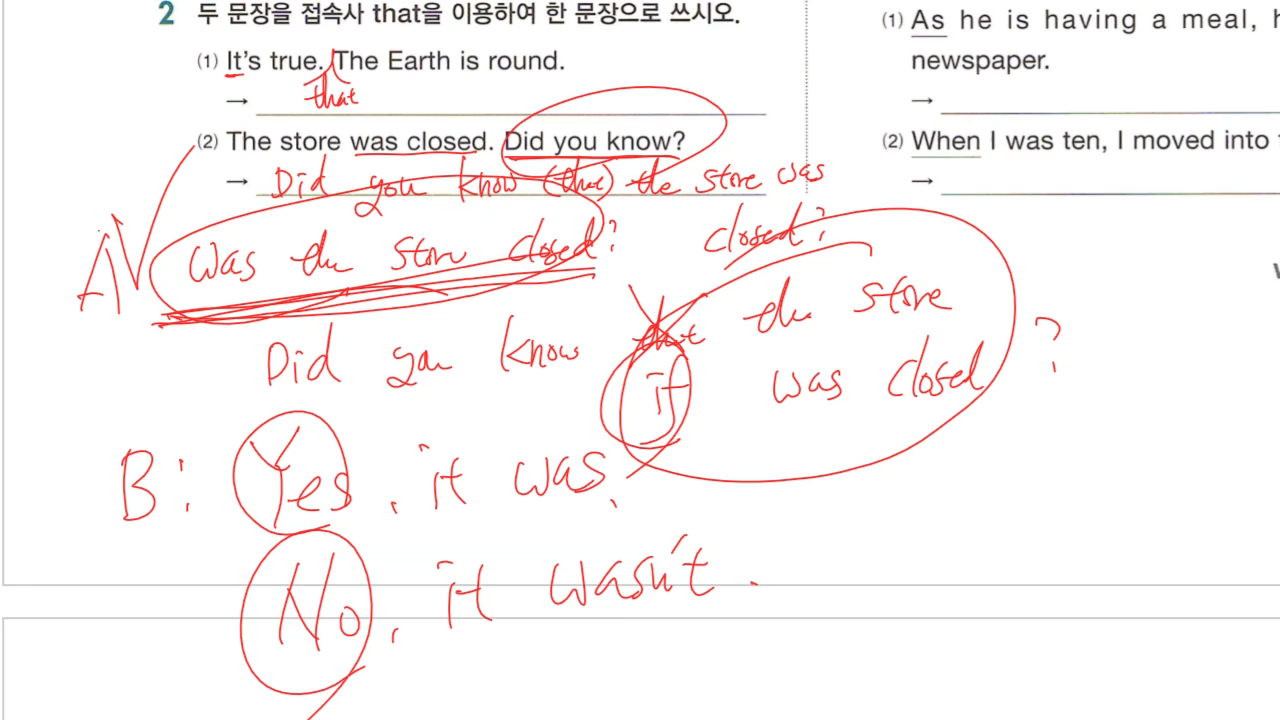 2 두 문장을 접속사 that을 이용하여 한 문장으로 쓰시오.
(1) It's true. The Earth is round.
→ that
(2) The store was closed. Did you know?
→ Did you know (that) the store was
closed?
Was the store closed?
Did you know that the store
if was closed ?
B: Yes, it was.
No, it wasn't.
(1) As he is having a meal, h
newspaper.
→
(2) When I was ten, I moved into
→